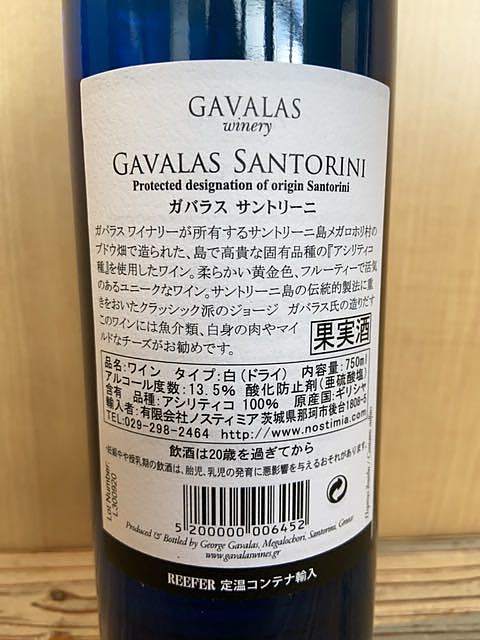 GAVALAS
winery
GAVALAS SANTORINI
Protected designation of origin Santorini
ガバラス サントリーニ
ガバラス ワイナリーが所有するサントリーニ島メガロホリ村の
ブドウ畑で造られた、島で高貴な固有品種の『アシリティコ
種』を使用したワイン。柔らかい黄金色、フルーティーで活気
のあるユニークなワイン。サントリーニ島の伝統的製法に重
きをおいたクラッシック派のジョージ ガバラス氏の造りだす
このワインには魚介類、白身の肉やマイ
ルドなチーズがお勧めです。
果実酒
品名:ワイン タイプ:白(ドライ) 内容量:750ml
アルコール度数:13.5% 酸化防止剤(亜硫酸塩)
含有 品種:アシリティコ 100% 原産国:ギリシャ
輸入者:有限会社ノスティミア茨城県那珂市後台1808-5
TEL:029-298-2464 http://www.nostimia.com
飲酒は20歳を過ぎてから
・妊娠中や授乳期の飲酒は、胎児、乳児の発育に悪影響を与えるおそれがあります。
Lot Number:
L300920
5 200000 006452
Produced & Bottled by George Gavalas, Megalochori, Santorini, Greece
www.gavalaswines.gr
REEFER 定温コンテナ輸入